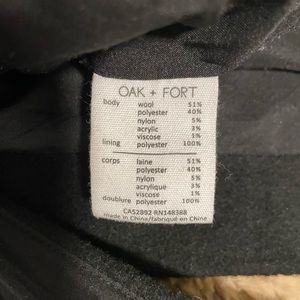 OAK + FORT
body wool 51%
polyester 40%
nylon 5%
acrylic 3%
viscose 1%
lining polyester 100%
corps laine 51%
polyester 40%
nylon 5%
acrylique 3%
viscose 1%
doublure polyester 100%
CA52892 RN148388
made in China/fabriqué en Chine